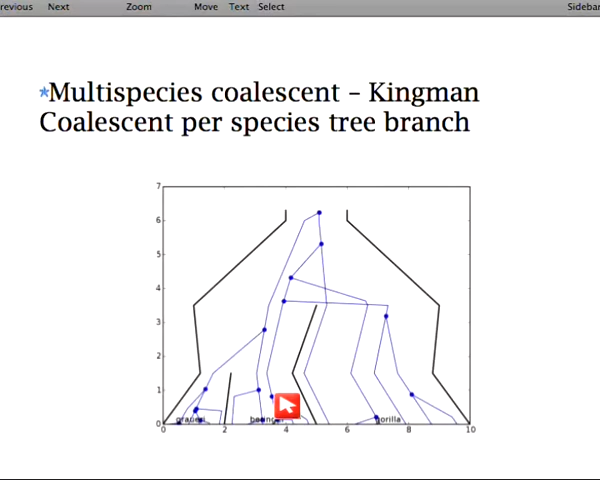 revious Next Zoom Move Text Select Sidebar
*Multispecies coalescent – Kingman
Coalescent per species tree branch
7
6
5
4
3
2
1
0
0 2 4 6 8 10